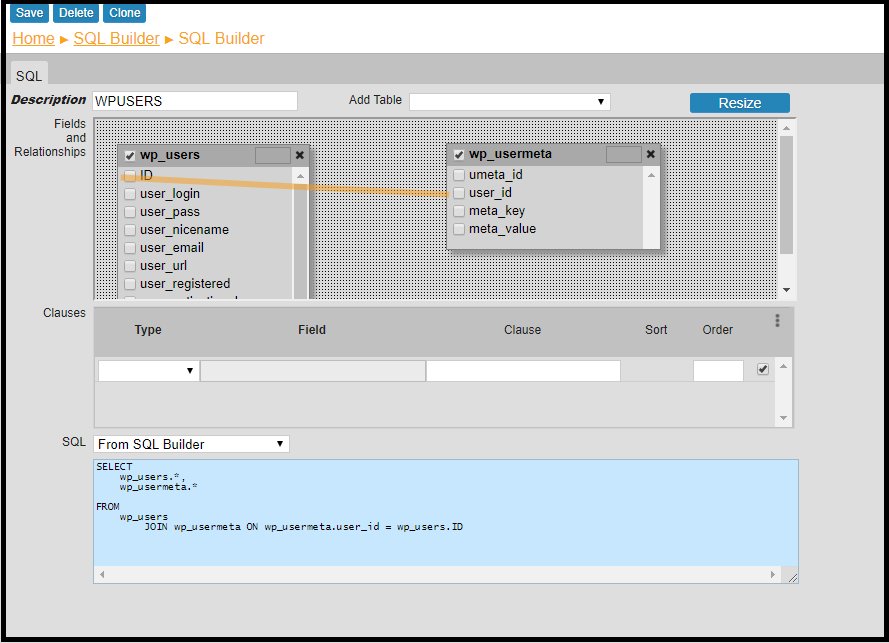 Save Delete Clone
Home ▸ SQL Builder ▸ SQL Builder
SQL
Description WPUSERS Add Table Resize
Fields
and
Relationships
wp_users
ID
user_login
user_pass
user_nicename
user_email
user_url
user_registered
wp_usermeta
umeta_id
user_id
meta_key
meta_value
Clauses
Type Field Clause Sort Order
SQL From SQL Builder
SELECT
wp_users.*,
wp_usermeta.*
FROM
wp_users
JOIN wp_usermeta ON wp_usermeta.user_id = wp_users.ID